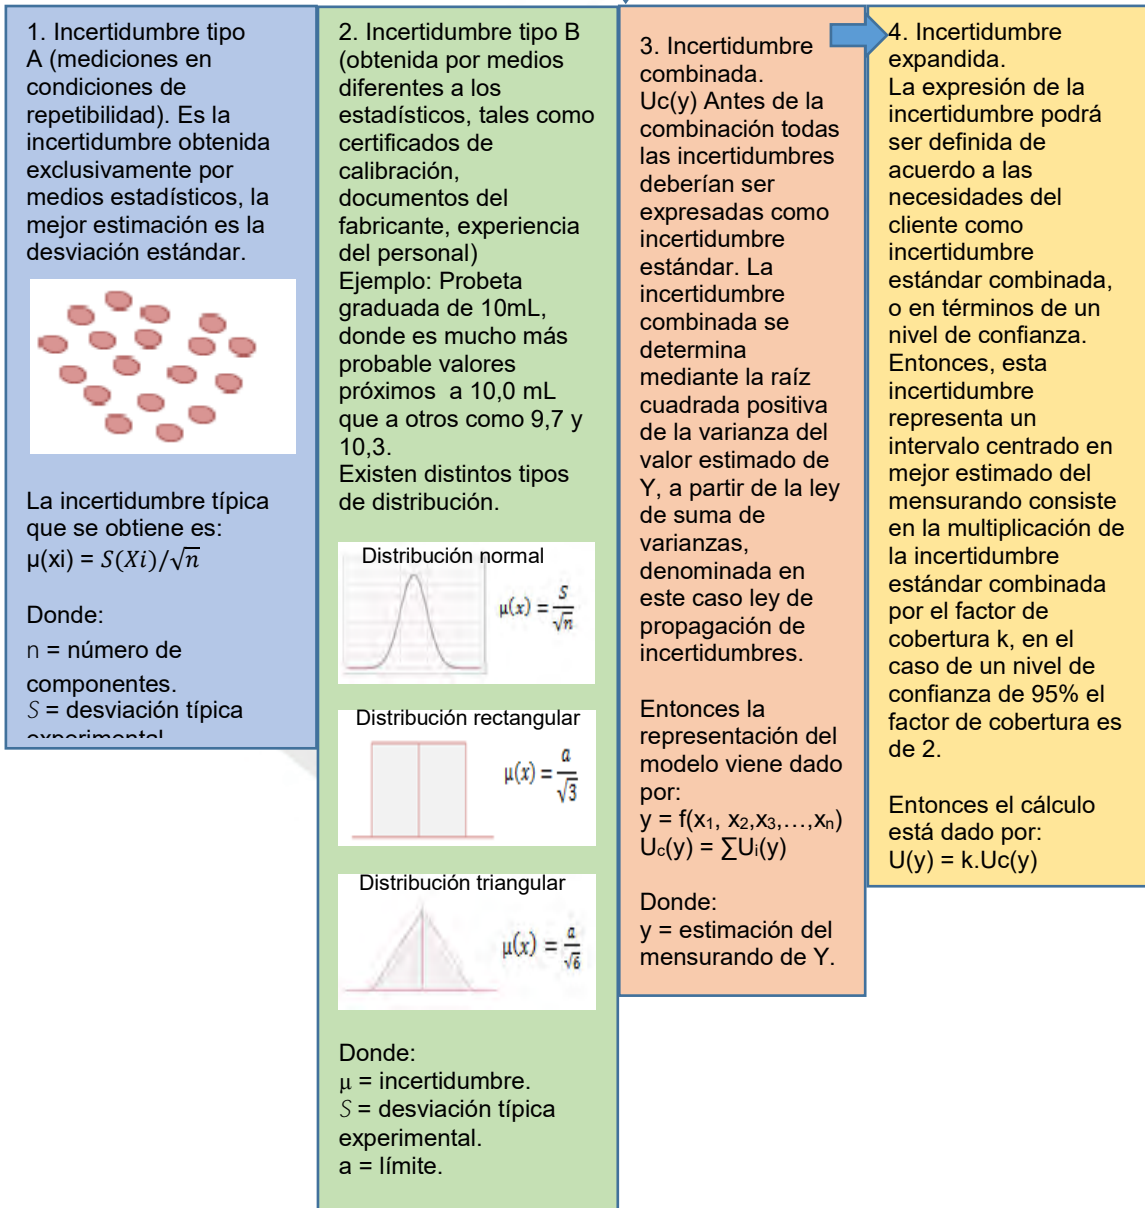 1. Incertidumbre tipo
A (mediciones en
condiciones de
repetibilidad). Es la
incertidumbre obtenida
exclusivamente por
medios estadísticos, la
mejor estimación es la
desviación estándar.
La incertidumbre típica
que se obtiene es:
μ(xi) = S(Xi)/√n
Donde:
n = número de
componentes.
S = desviación típica
experimental
2. Incertidumbre tipo B
(obtenida por medios
diferentes a los
estadísticos, tales como
certificados de
calibración,
documentos del
fabricante, experiencia
del personal)
Ejemplo: Probeta
graduada de 10mL,
donde es mucho más
probable valores
próximos a 10,0 mL
que a otros como 9,7 y
10,3.
Existen distintos tipos
de distribución.
Distribución normal
μ(x) = s/√n
Distribución rectangular
μ(x) = a/√3
Distribución triangular
μ(x) = a/√6
Donde:
μ = incertidumbre.
S = desviación típica
experimental.
a = límite.
3. Incertidumbre
combinada.
Uc(y) Antes de la
combinación todas
las incertidumbres
deberían ser
expresadas como
incertidumbre
estándar. La
incertidumbre
combinada se
determina
mediante la raíz
cuadrada positiva
de la varianza del
valor estimado de
Y, a partir de la ley
de suma de
varianzas,
denominada en
este caso ley de
propagación de
incertidumbres.
Entonces la
representación del
modelo viene dado
por:
y = f(x₁, x₂,x₃,…,xₙ)
U꜀(y) = ∑Uᵢ(y)
Donde:
y = estimación del
mensurando de Y.
4. Incertidumbre
expandida.
La expresión de la
incertidumbre podrá
ser definida de
acuerdo a las
necesidades del
cliente como
incertidumbre
estándar combinada,
o en términos de un
nivel de confianza.
Entonces, esta
incertidumbre
representa un
intervalo centrado en
mejor estimado del
mensurando consiste
en la multiplicación de
la incertidumbre
estándar combinada
por el factor de
cobertura k, en el
caso de un nivel de
confianza de 95% el
factor de cobertura es
de 2.
Entonces el cálculo
está dado por:
U(y) = k.Uc(y)